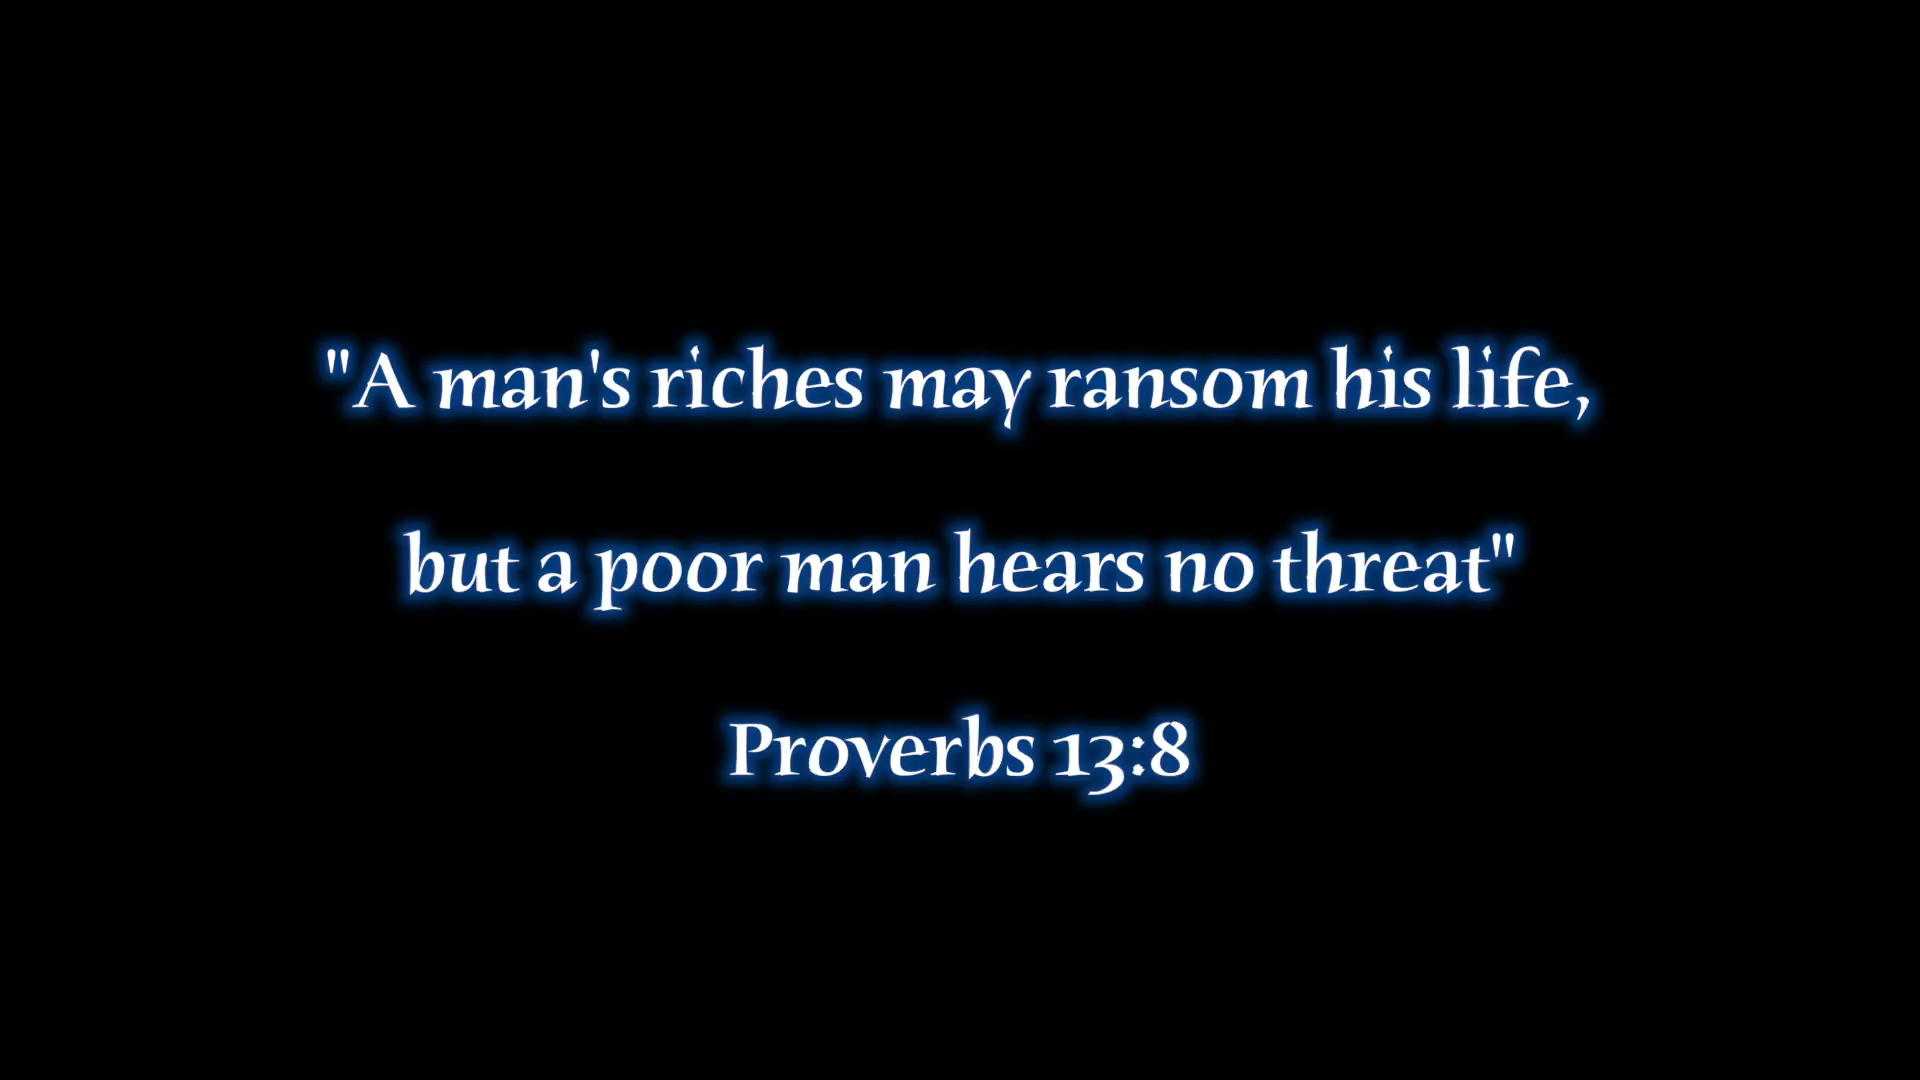 "A man's riches may ransom his life,
but a poor man hears no threat"
Proverbs 13:8